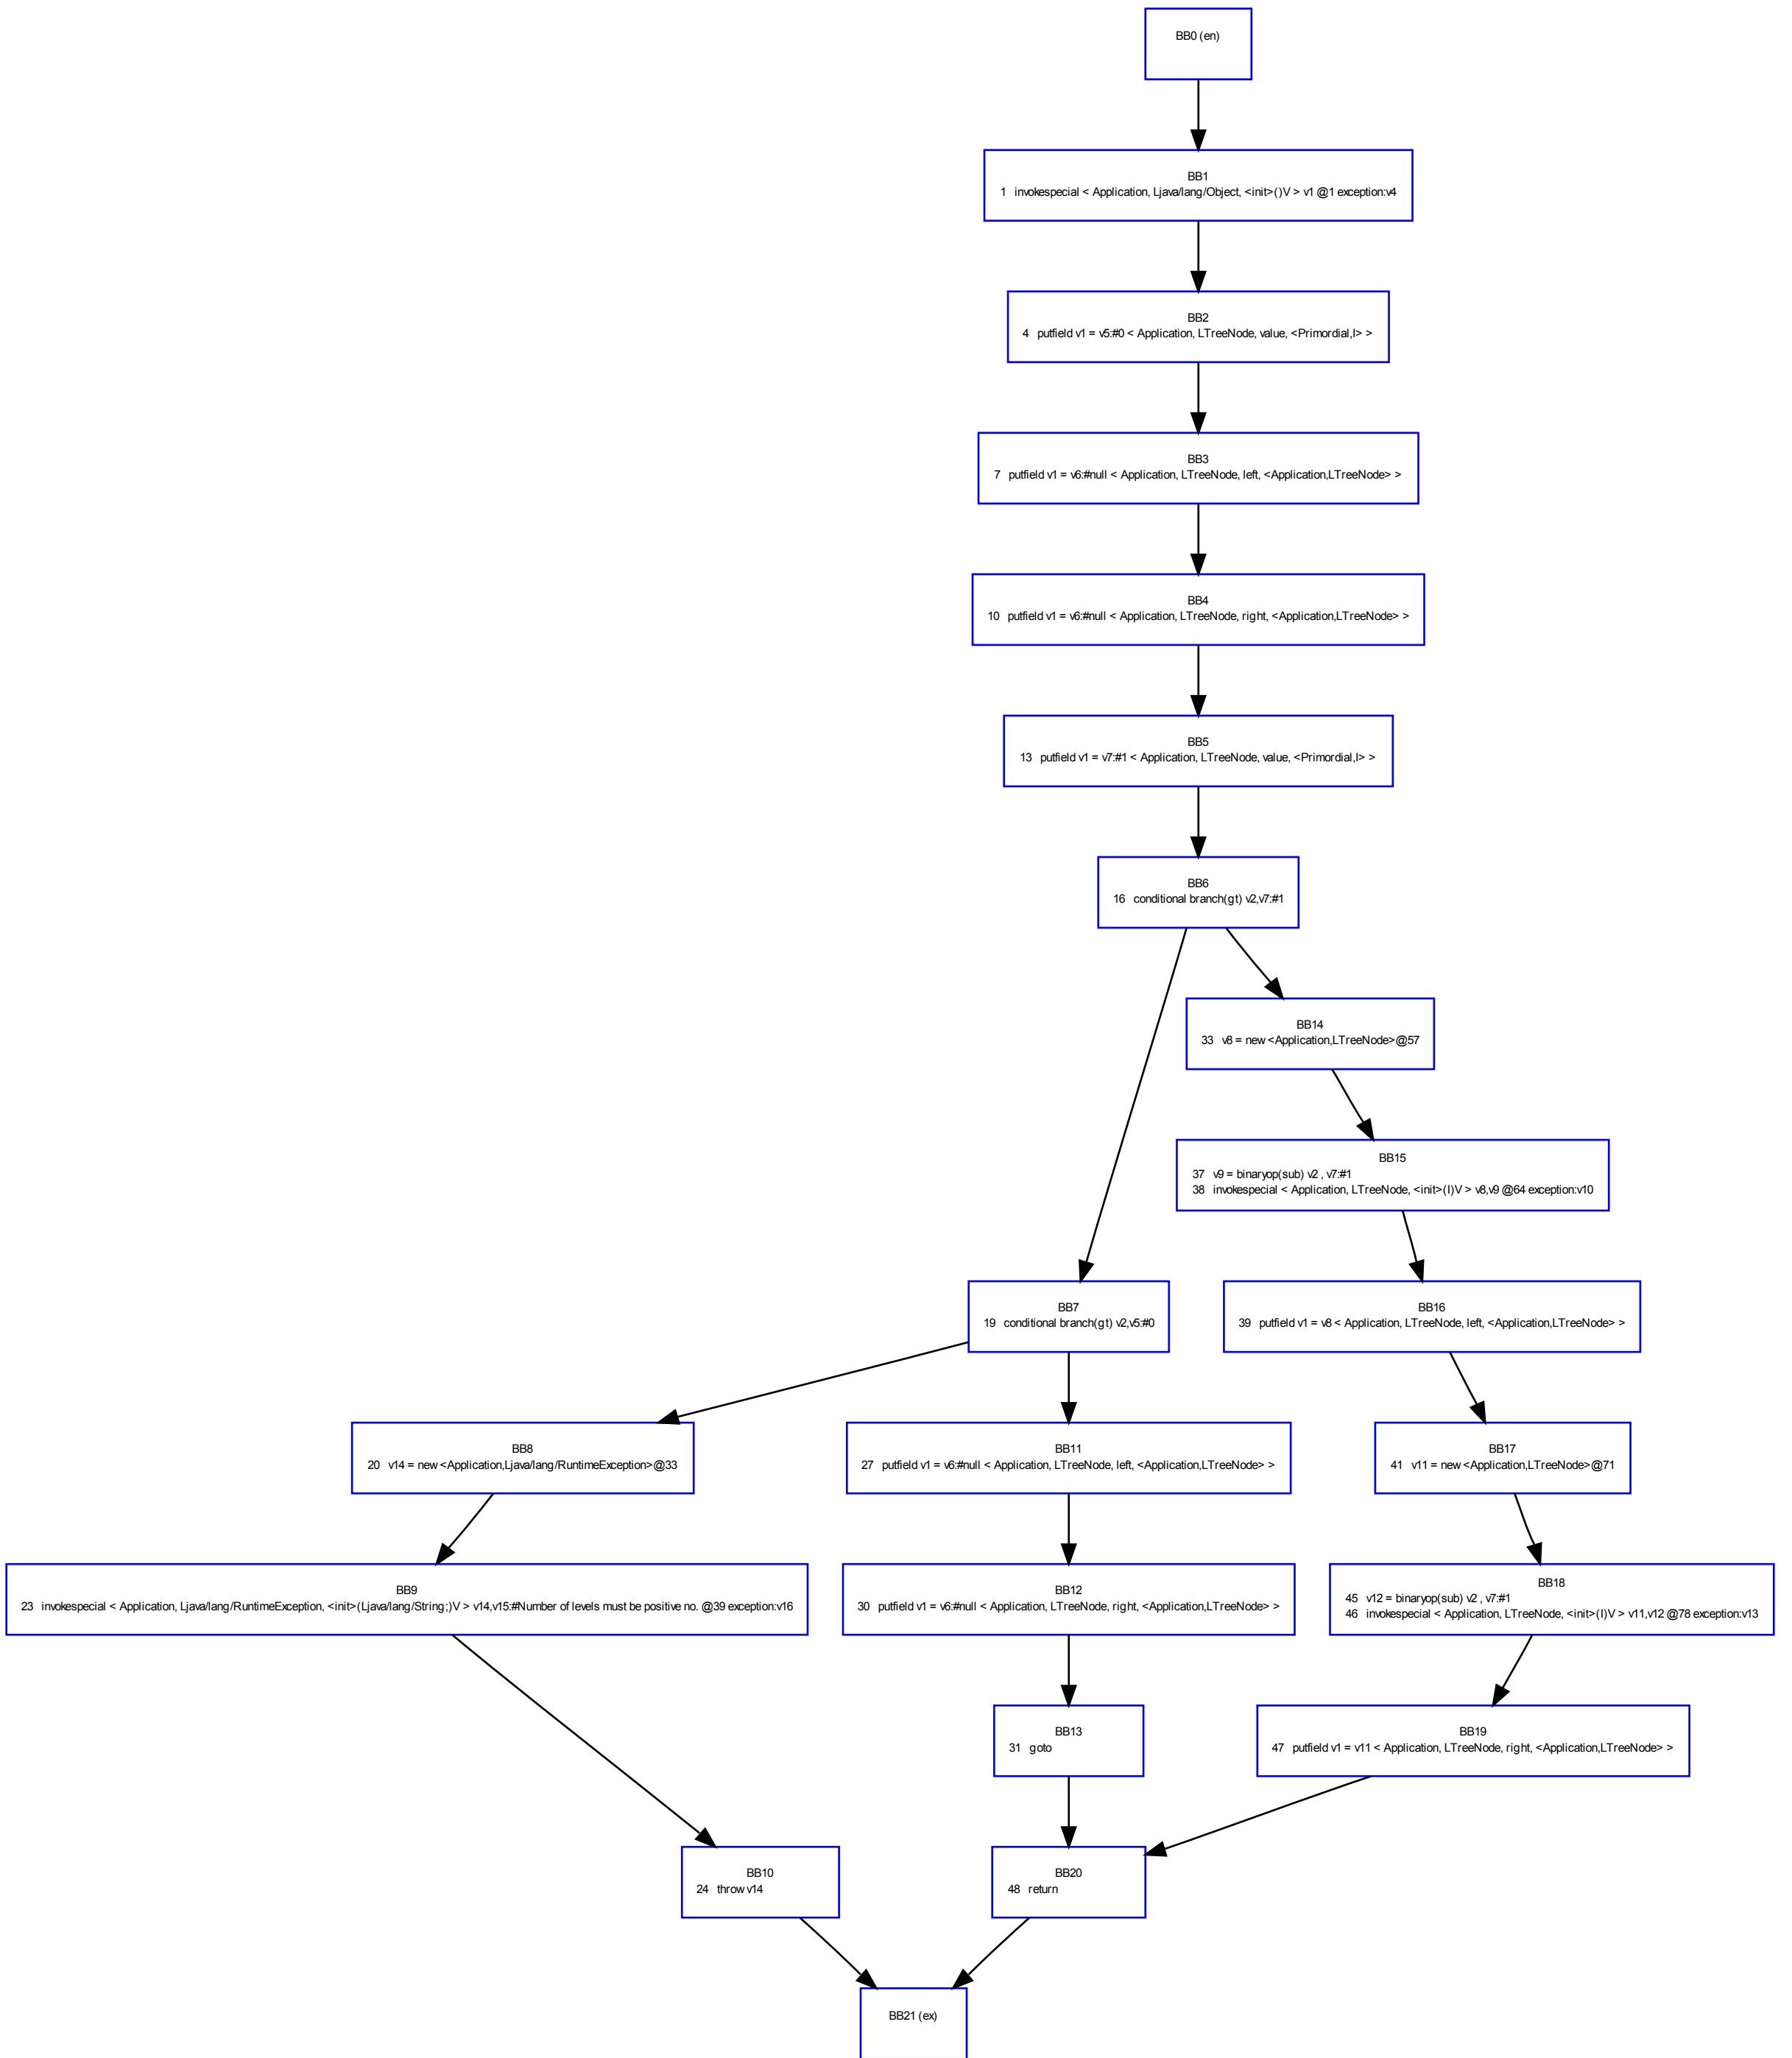 BB0 (en)
BB1
1 invokespecial < Application, Ljava/lang/Object, <init>()V > v1 @1 exception:v4
BB2
4 putfield v1 = v5:#0 < Application, LTreeNode, value, <Primordial,I> >
BB3
7 putfield v1 = v6:#null < Application, LTreeNode, left, <Application,LTreeNode> >
BB4
10 putfield v1 = v6:#null < Application, LTreeNode, right, <Application,LTreeNode> >
BB5
13 putfield v1 = v7:#1 < Application, LTreeNode, value, <Primordial,I> >
BB6
16 conditional branch(gt) v2,v7:#1
BB14
33 v8 = new <Application,LTreeNode>@57
BB15
37 v9 = binaryop(sub) v2 , v7:#1
38 invokespecial < Application, LTreeNode, <init>(I)V > v8,v9 @64 exception:v10
BB7
19 conditional branch(gt) v2,v5:#0
BB16
39 putfield v1 = v8 < Application, LTreeNode, left, <Application,LTreeNode> >
BB8
20 v14 = new <Application,Ljava/lang/RuntimeException>@33
BB11
27 putfield v1 = v6:#null < Application, LTreeNode, left, <Application,LTreeNode> >
BB17
41 v11 = new <Application,LTreeNode>@71
BB9
23 invokespecial < Application, Ljava/lang/RuntimeException, <init>(Ljava/lang/String;)V > v14,v15:#Number of levels must be positive no. @39 exception:v16
BB12
30 putfield v1 = v6:#null < Application, LTreeNode, right, <Application,LTreeNode> >
BB18
45 v12 = binaryop(sub) v2 , v7:#1
46 invokespecial < Application, LTreeNode, <init>(I)V > v11,v12 @78 exception:v13
BB13
31 goto
BB19
47 putfield v1 = v11 < Application, LTreeNode, right, <Application,LTreeNode> >
BB10
24 throw v14
BB20
48 return
BB21 (ex)